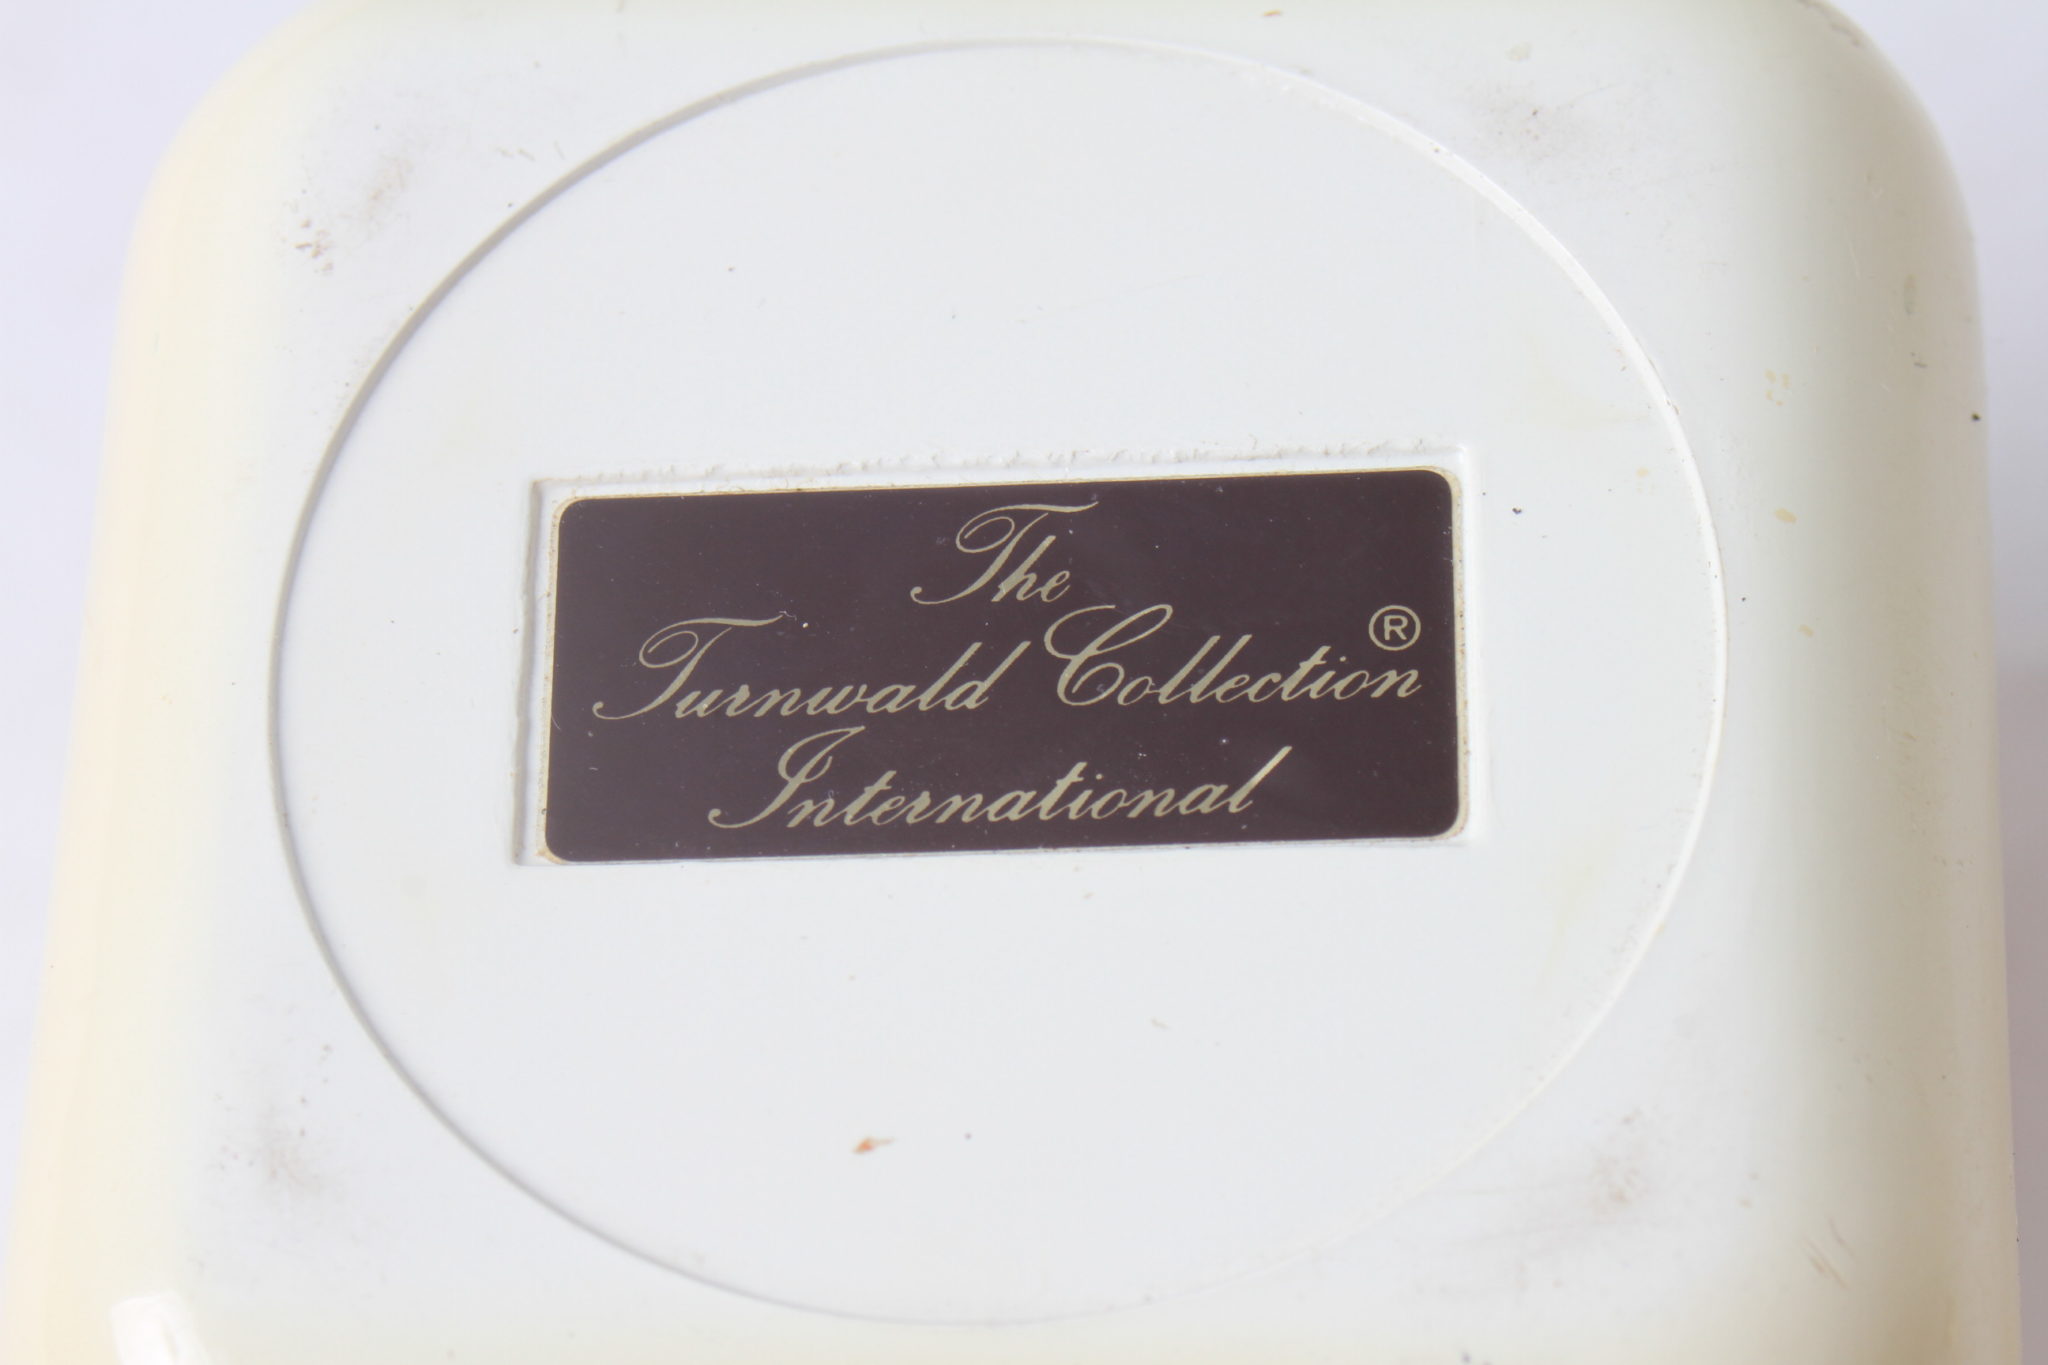 The
Turnwald Collection®
International